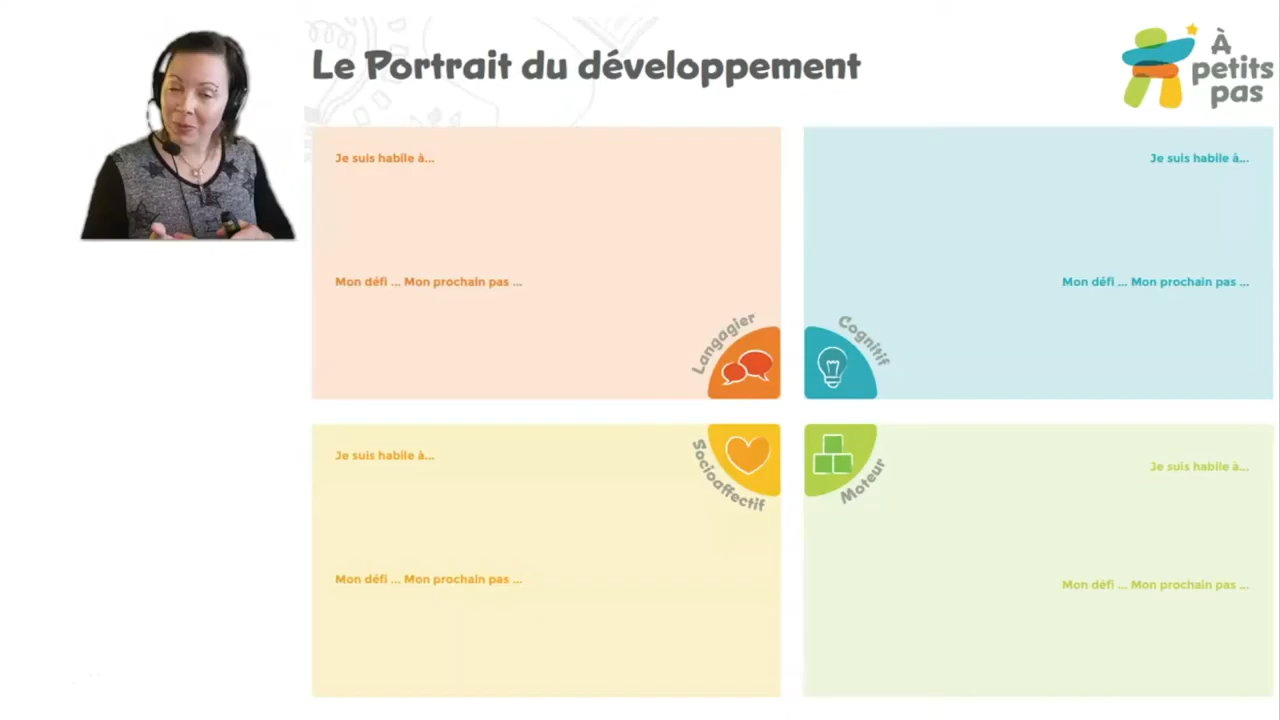 Le Portrait du développement
À
petits
pas
Je suis habile à...
Mon défi ... Mon prochain pas ...
Langagier
Je suis habile à...
Mon défi ... Mon prochain pas ...
Cognitif
Je suis habile à...
Mon défi ... Mon prochain pas ...
Socioaffectif
Je suis habile à...
Mon défi ... Mon prochain pas ...
Moteur